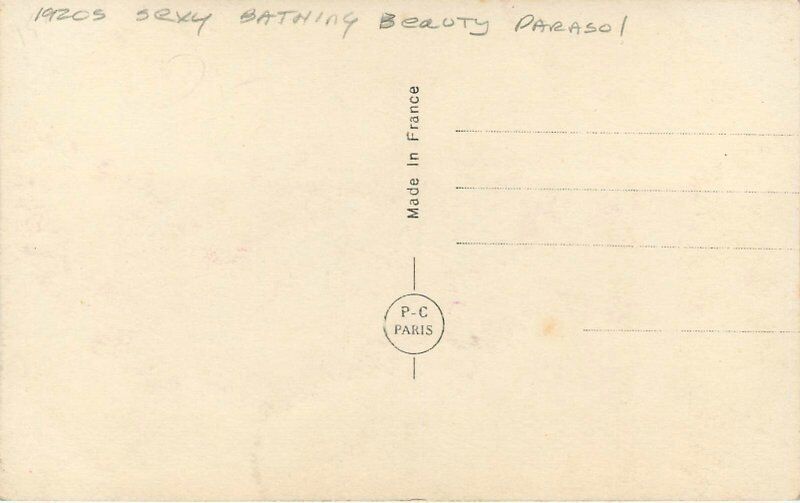 1920s Sexy BATHING Beauty PARASOL
Made In France
P-C
PARIS